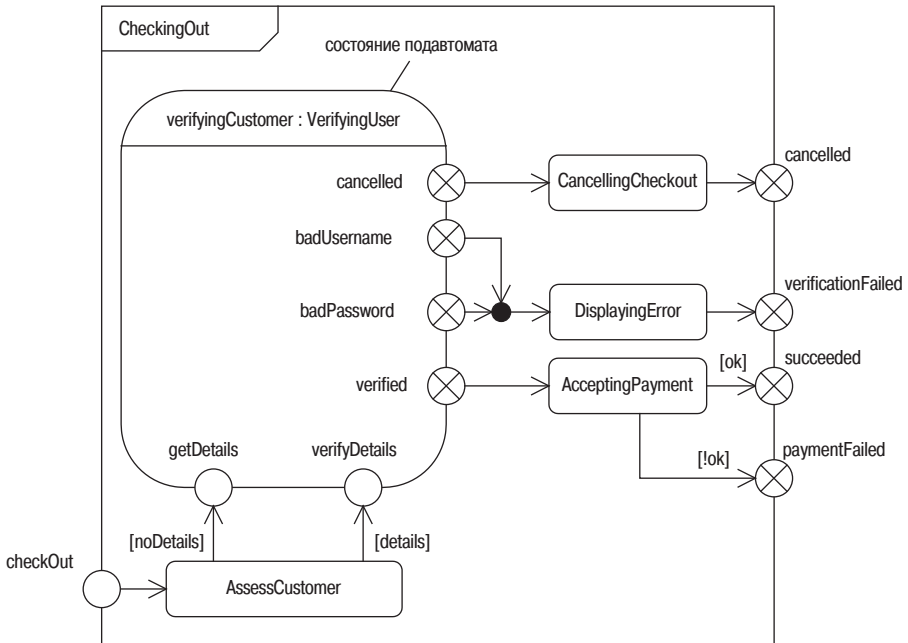 CheckingOut
состояние подавтомата
verifyingCustomer : VerifyingUser
cancelled
CancellingCheckout
cancelled
badUsername
badPassword
DisplayingError
verificationFailed
verified
AcceptingPayment
[ok]
succeeded
[!ok]
paymentFailed
getDetails
verifyDetails
[noDetails]
[details]
checkOut
AssessCustomer